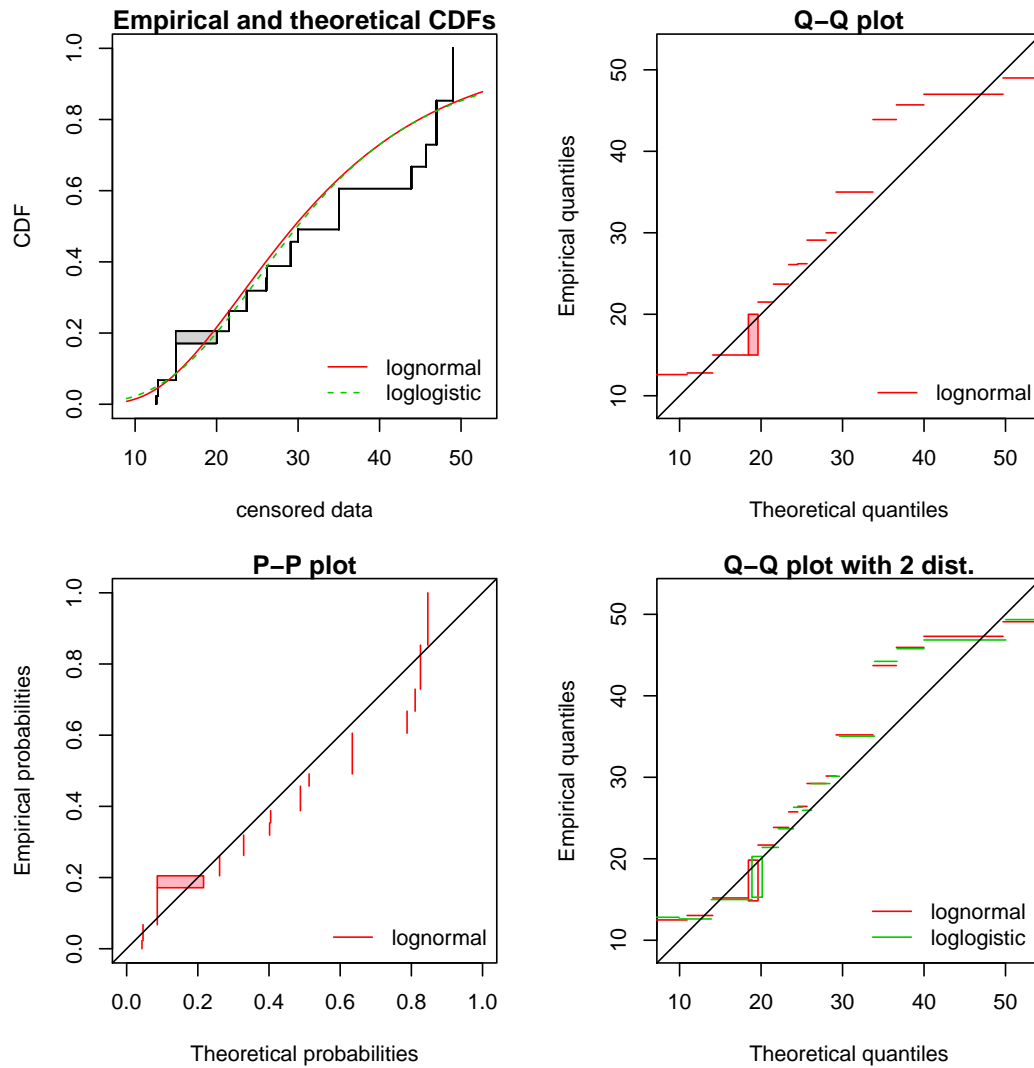 Empirical and theoretical CDFs
CDF
0.0 0.2 0.4 0.6 0.8 1.0
lognormal
loglogistic
10 20 30 40 50
censored data
Q−Q plot
Empirical quantiles
10 20 30 40 50
lognormal
10 20 30 40 50
Theoretical quantiles
P−P plot
Empirical probabilities
0.0 0.2 0.4 0.6 0.8 1.0
lognormal
0.0 0.2 0.4 0.6 0.8 1.0
Theoretical probabilities
Q−Q plot with 2 dist.
Empirical quantiles
10 20 30 40 50
lognormal
loglogistic
10 20 30 40 50
Theoretical quantiles